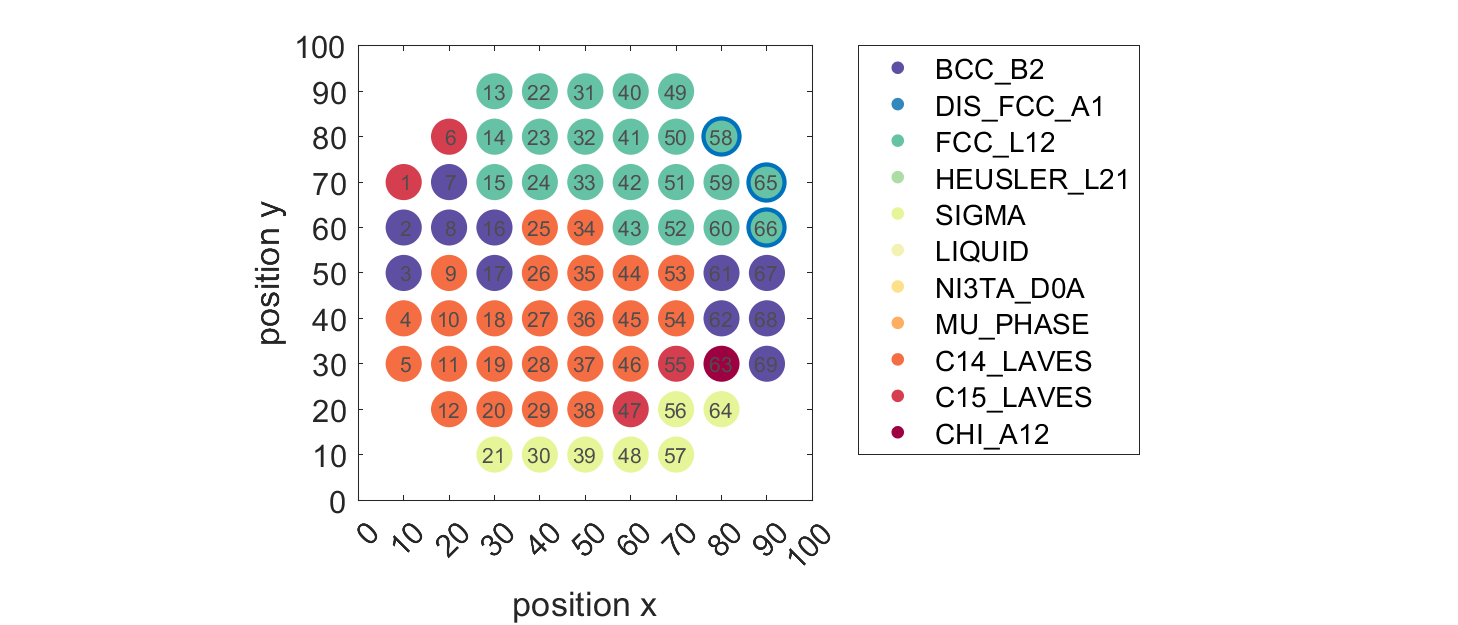 100
90
80
70
60
50
40
30
20
10
0
13 22 31 40 49
6 14 23 32 41 50 58
1 7 15 24 33 42 51 59 65
2 8 16 25 34 43 52 60 66
3 9 17 26 35 44 53 61 67
4 10 18 27 36 45 54 62 68
5 11 19 28 37 46 55 63 69
12 20 29 38 47 56 64
21 30 39 48 57
0 10 20 30 40 50 60 70 80 90 100
position x
position y
BCC_B2
DIS_FCC_A1
FCC_L12
HEUSLER_L21
SIGMA
LIQUID
NI3TA_D0A
MU_PHASE
C14_LAVES
C15_LAVES
CHI_A12